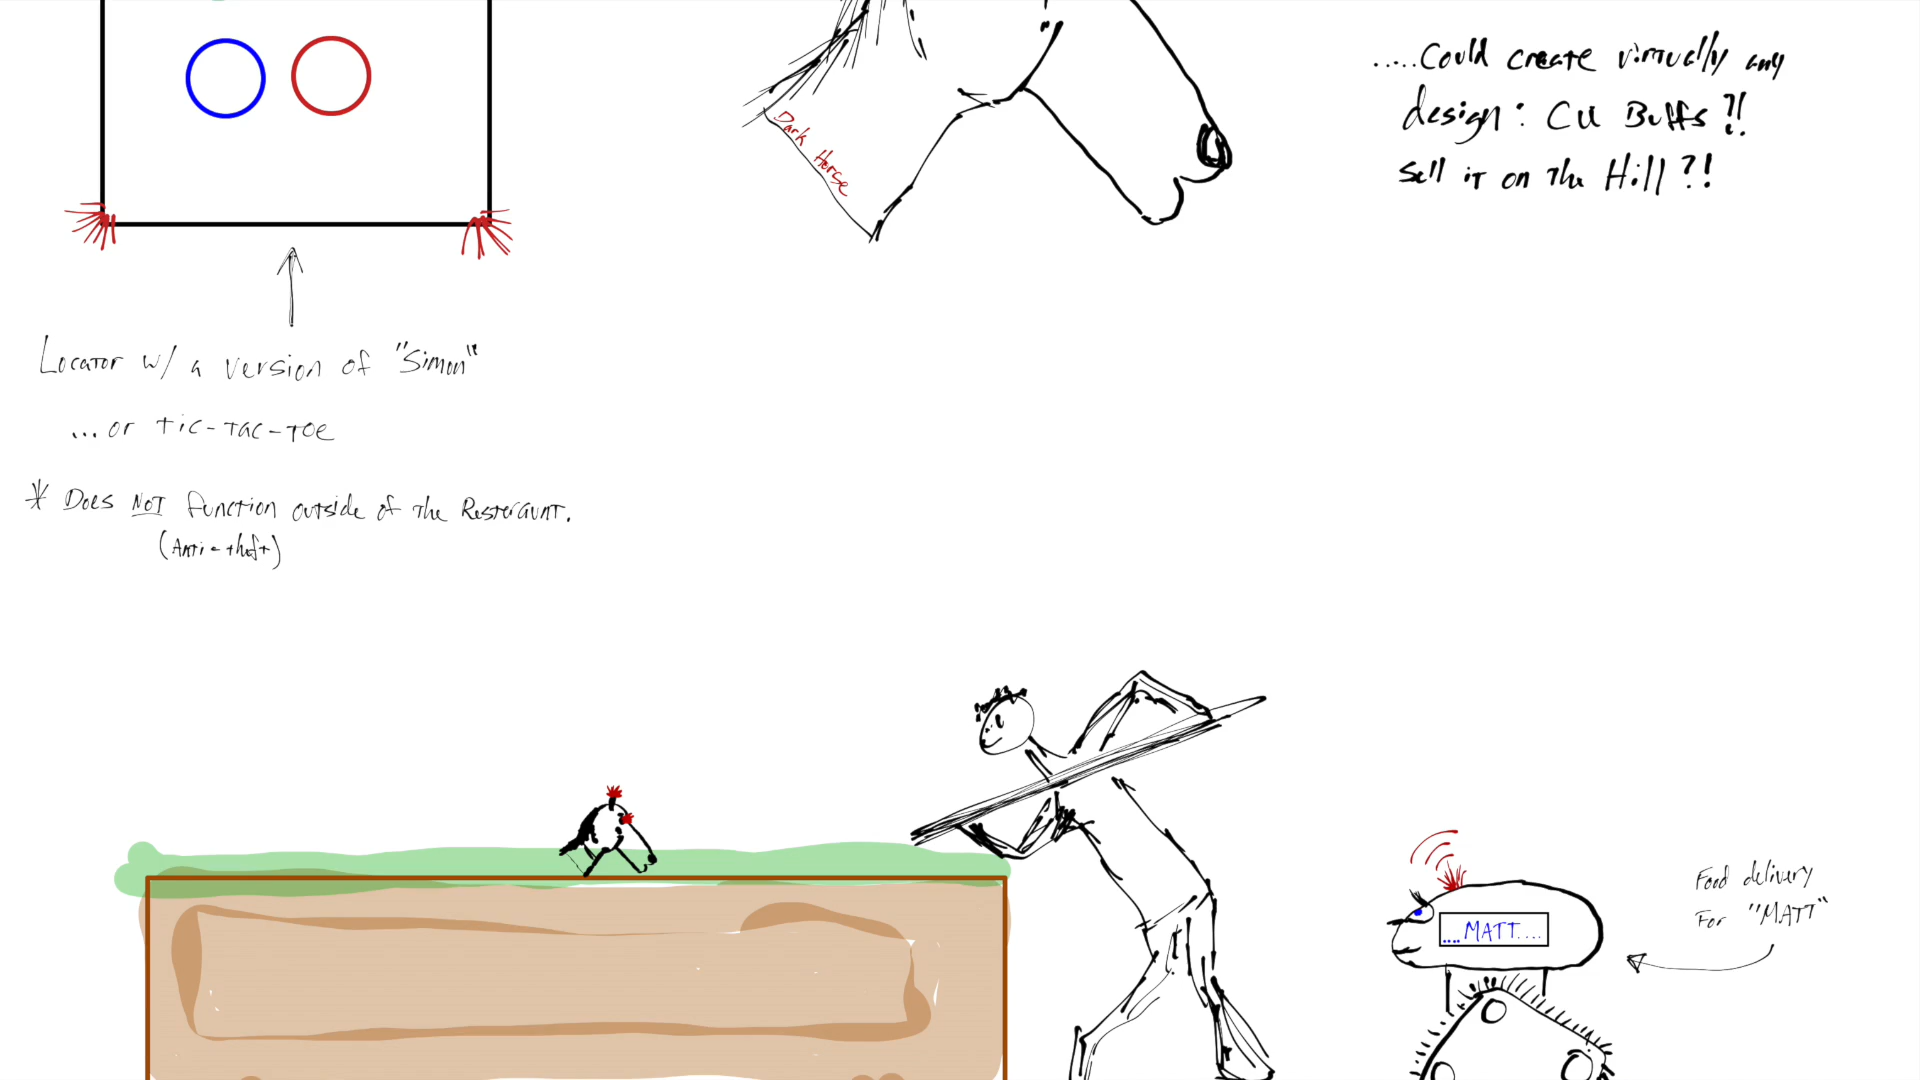 .....Could create virtually any
design: CU Buffs?!
Sell it on the Hill?!
Dark Horse
Locator w/ a version of "Simon"
...or tic-tac-toe
* Does NOT function outside of the Resteraunt.
(Anti-theft)
Food delivery
For "MATT"
....MATT....